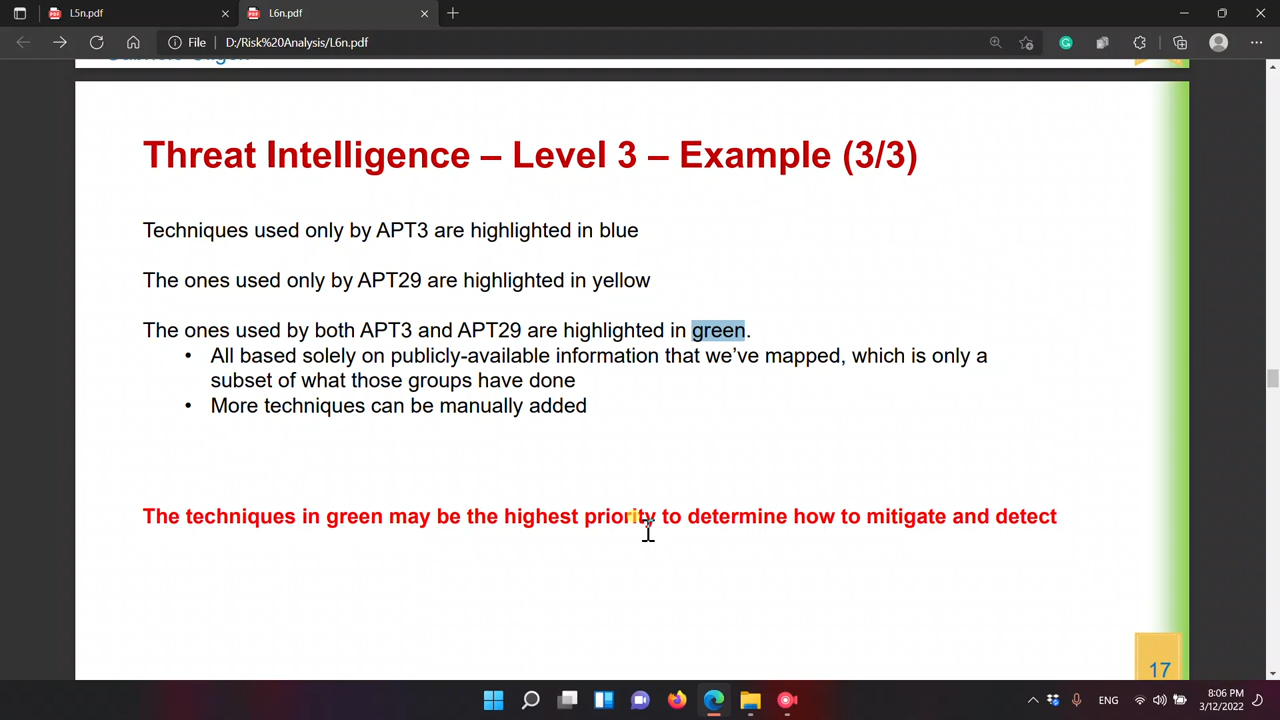 L5n.pdf
L6n.pdf
File
D:/Risk%20Analysis/L6n.pdf
Threat Intelligence – Level 3 – Example (3/3)
Techniques used only by APT3 are highlighted in blue
The ones used only by APT29 are highlighted in yellow
The ones used by both APT3 and APT29 are highlighted in green.
• All based solely on publicly-available information that we’ve mapped, which is only a
subset of what those groups have done
• More techniques can be manually added
The techniques in green may be the highest priority to determine how to mitigate and detect
17
ENG
8:06 PM
3/12/2022